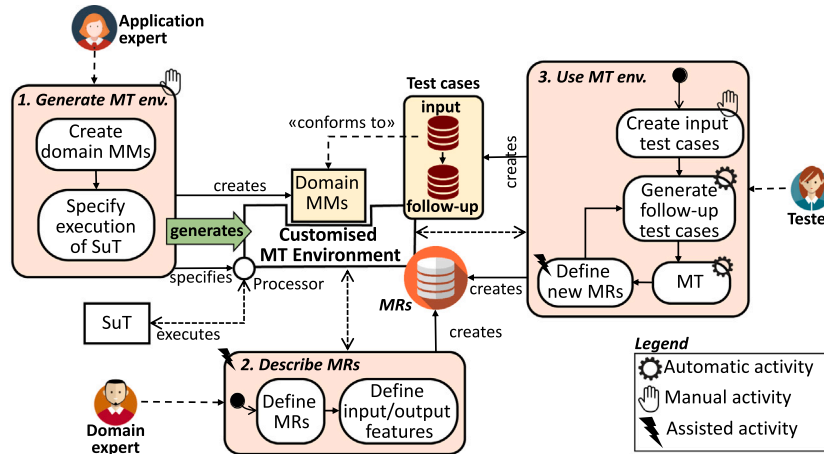 Application
expert
1. Generate MT env.
Create
domain MMs
Specify
execution
of SuT
creates
generates
specifies
«conforms to»
Domain
MMs
Customised
MT Environment
Processor
SuT
executes
Test cases
input
follow-up
creates
MRs
creates
creates
3. Use MT env.
Create input
test cases
Generate
follow-up
test cases
Define
new MRs
MT
Teste
2. Describe MRs
Define
MRs
Define
input/output
features
Domain
expert
Legend
Automatic activity
Manual activity
Assisted activity